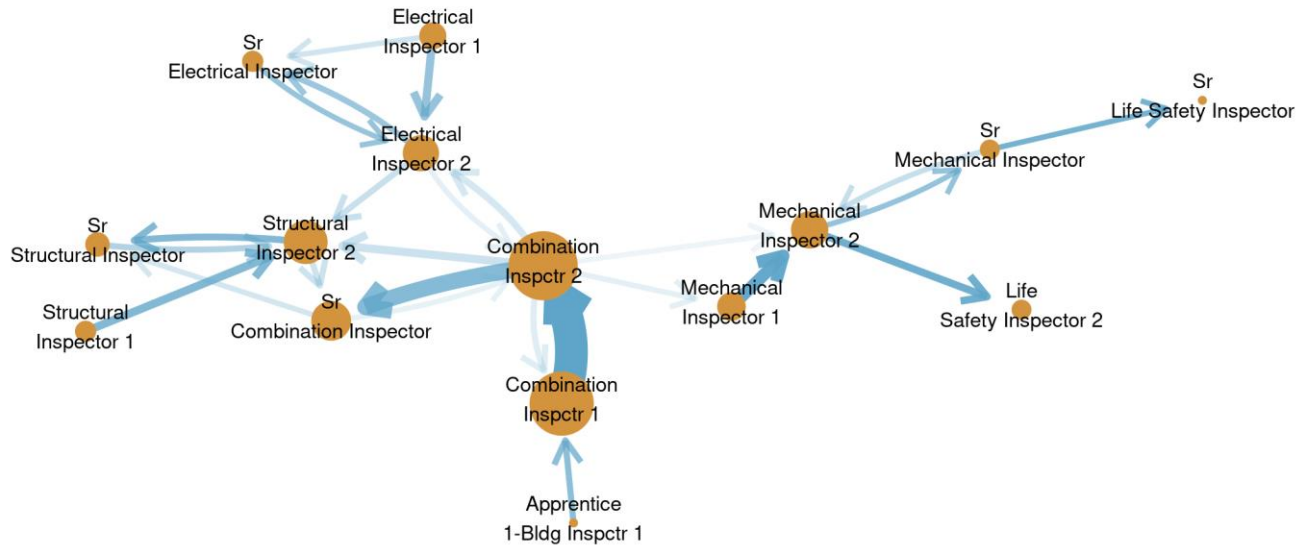 Electrical
Inspector 1
Sr
Electrical Inspector
Electrical
Inspector 2
Sr
Life Safety Inspector
Sr
Mechanical Inspector
Sr
Structural Inspector
Structural
Inspector 2
Combination
Inspctr 2
Mechanical
Inspector 2
Structural
Inspector 1
Sr
Combination Inspector
Mechanical
Inspector 1
Life
Safety Inspector 2
Combination
Inspctr 1
Apprentice
1-Bldg Inspctr 1